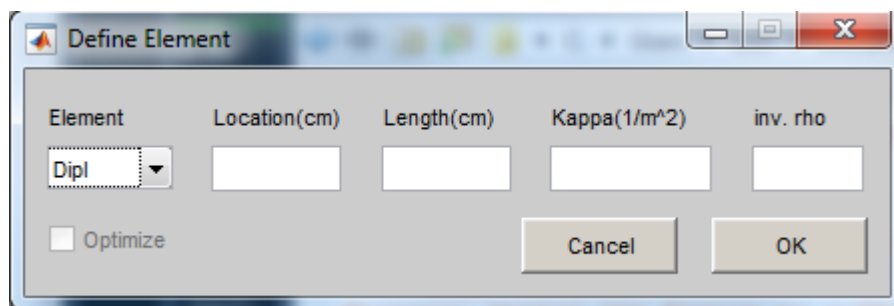 Define Element
Element Location(cm) Length(cm) Kappa(1/m^2) inv. rho
Dipl
Optimize Cancel OK